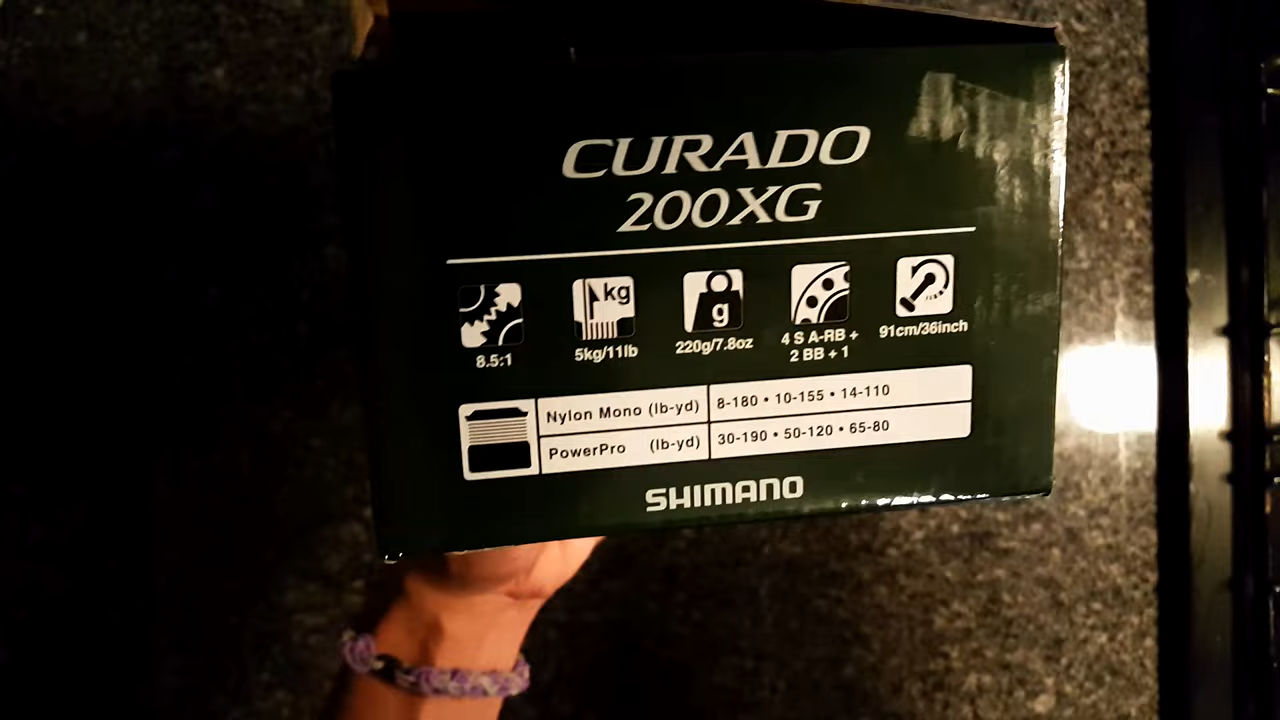 CURADO
200XG
kg
g
8.5:1
5kg/11lb
220g/7.8oz
4 S A-RB +
2 BB + 1
91cm/36inch
Nylon Mono (lb-yd) 8-180 • 10-155 • 14-110
PowerPro (lb-yd) 30-190 • 50-120 • 65-80
SHIMANO